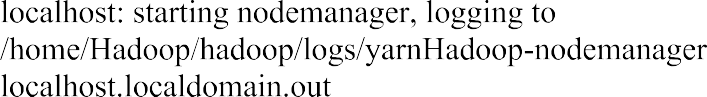 localhost: starting nodemanager, logging to
/home/Hadoop/hadoop/logs/yarnHadoop-nodemanager
localhost.localdomain.out